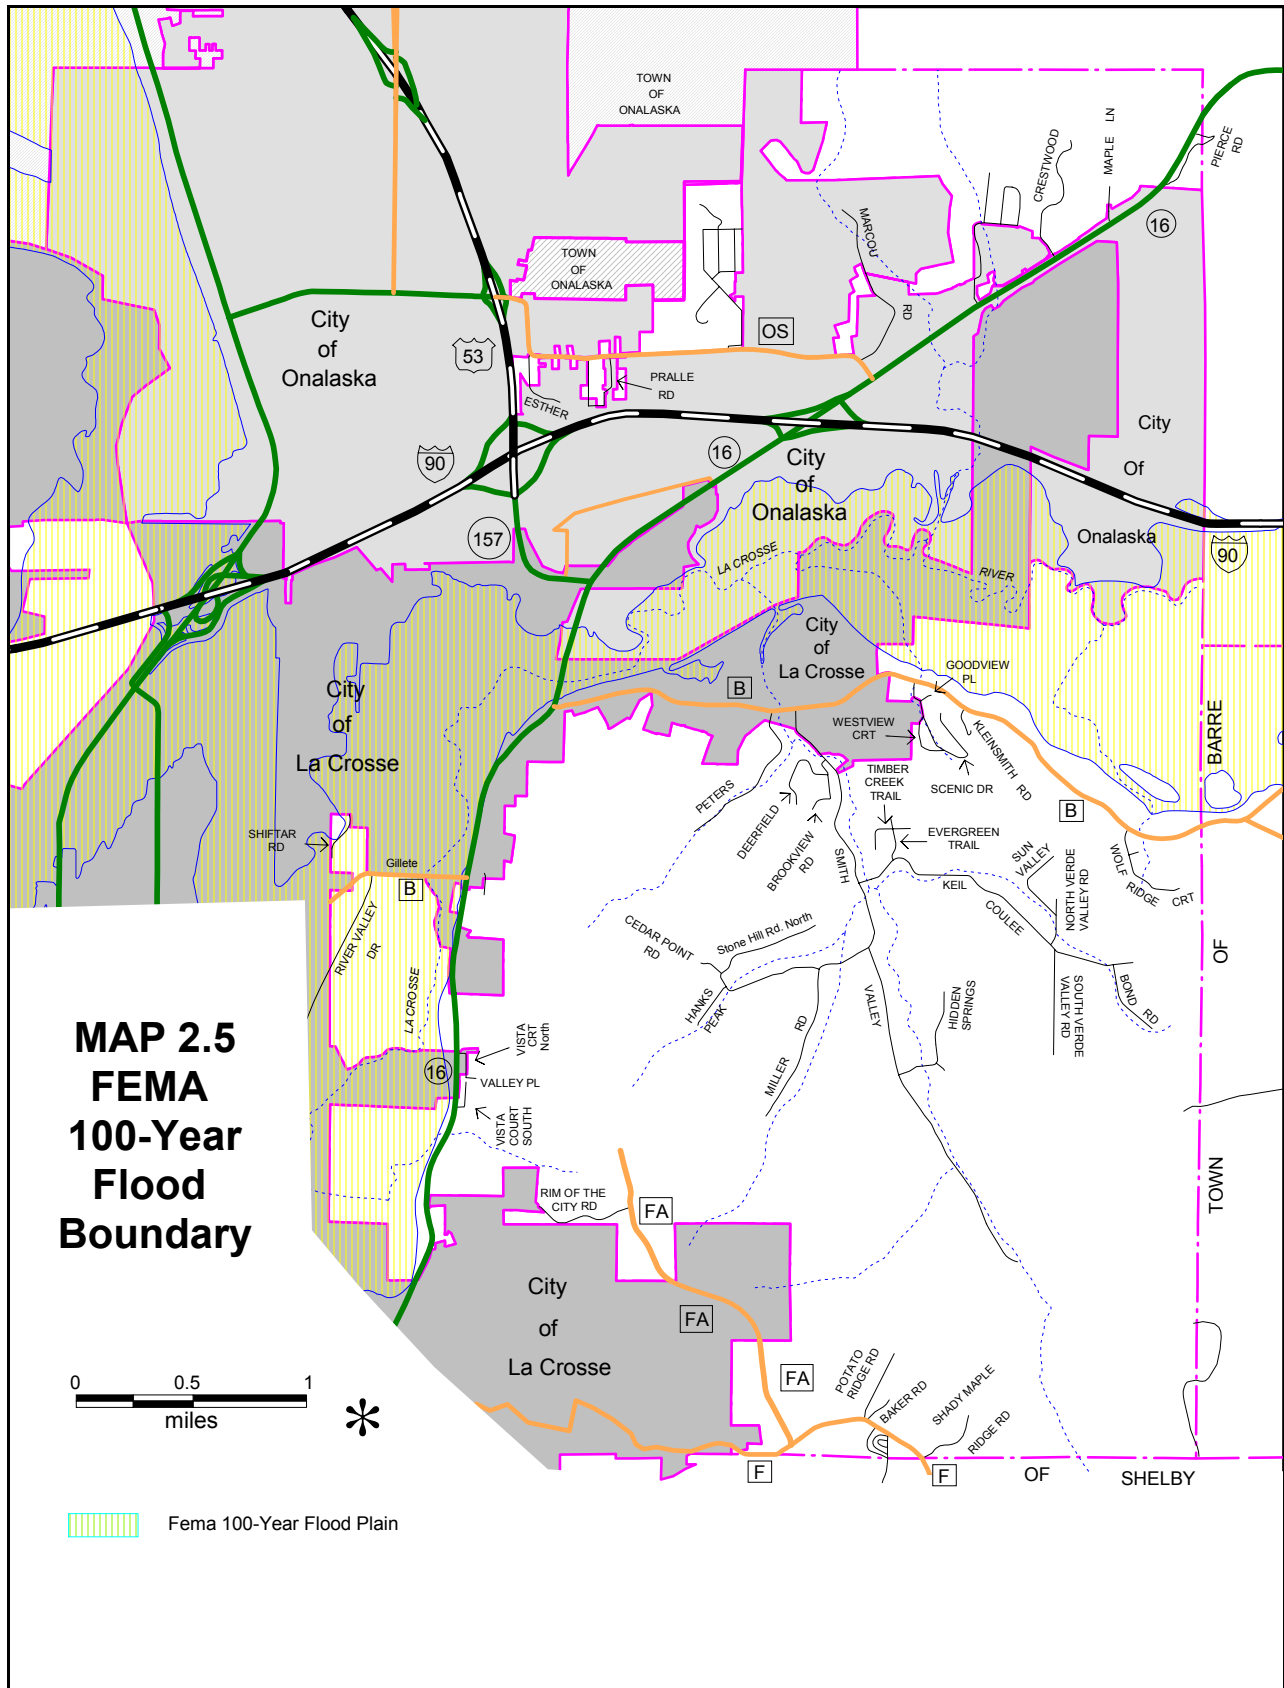 TOWN
OF
ONALASKA
CRESTWOOD
MAPLE LN
PIERCE
RD
16
MARCOU
RD
TOWN
OF
ONALASKA
City
of
Onalaska
53
OS
PRALLE
RD
ESTHER
90
16
City
of
Onalaska
City
Of
Onalaska
157
90
LA CROSSE
RIVER
City
of
La Crosse
GOODVIEW
PL
B
City
of
La Crosse
WESTVIEW
CRT
KLEINSMITH
RD
BARRE
TIMBER
CREEK
TRAIL
SCENIC DR
B
PETERS
DEERFIELD
BROOKVIEW
RD
SMITH
EVERGREEN
TRAIL
SHIFTAR
RD
Gillete
B
SUN
VALLEY
WOLF
RIDGE
CRT
KEIL
COULEE
NORTH VERDE
VALLEY RD
RIVER VALLEY
DR
LA CROSSE
CEDAR POINT
RD
Stone Hill Rd. North
OF
HANKS
PEAK
MILLER
RD
VALLEY
HIDDEN
SPRINGS
SOUTH VERDE
VALLEY RD
BOND
RD
MAP 2.5
FEMA
100-Year
Flood
Boundary
VISTA
CRT
North
16
VALLEY PL
VISTA
COURT
SOUTH
RIM OF THE
CITY RD
FA
TOWN
City
of
La Crosse
FA
FA
POTATO
RIDGE RD
BAKER RD
SHADY MAPLE
RIDGE RD
0 0.5 1
miles
*
F
F
OF
SHELBY
Fema 100-Year Flood Plain